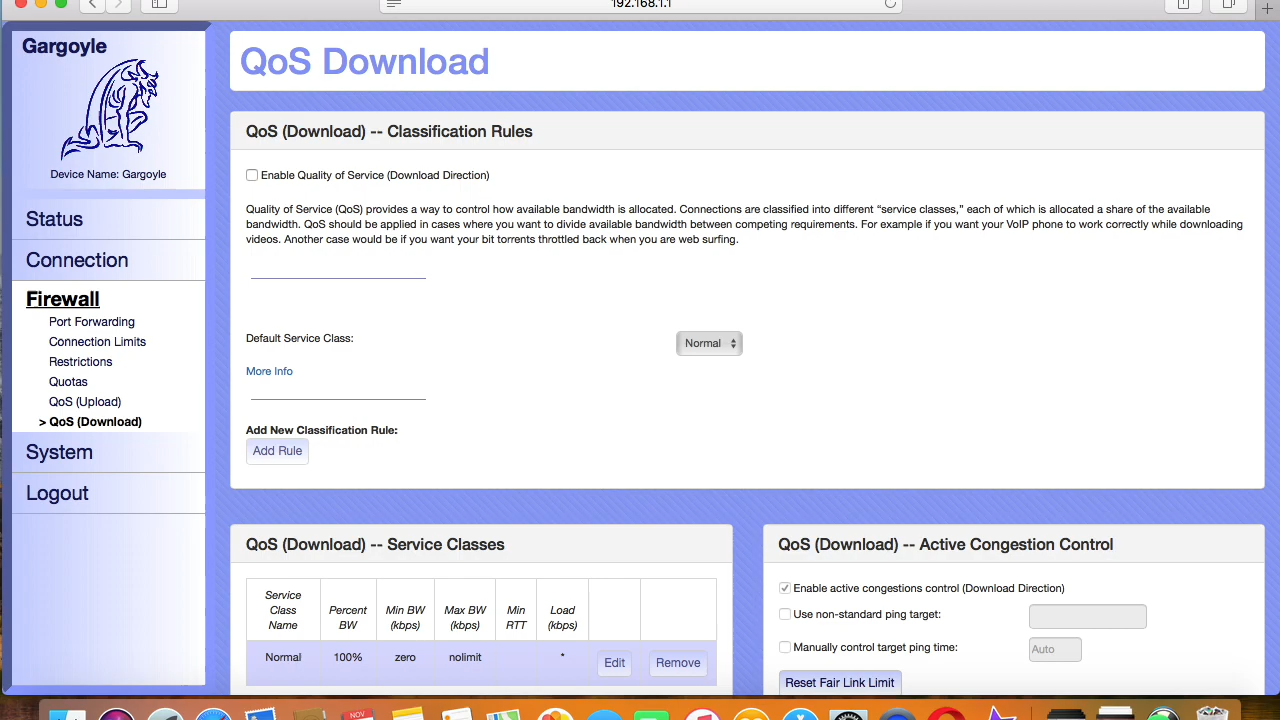 192.168.1.1
Gargoyle
Device Name: Gargoyle
Status
Connection
Firewall
Port Forwarding
Connection Limits
Restrictions
Quotas
QoS (Upload)
> QoS (Download)
System
Logout
QoS Download
QoS (Download) -- Classification Rules
Enable Quality of Service (Download Direction)
Quality of Service (QoS) provides a way to control how available bandwidth is allocated. Connections are classified into different “service classes,” each of which is allocated a share of the available
bandwidth. QoS should be applied in cases where you want to divide available bandwidth between competing requirements. For example if you want your VoIP phone to work correctly while downloading
videos. Another case would be if you want your bit torrents throttled back when you are web surfing.
Default Service Class: Normal
More Info
Add New Classification Rule:
Add Rule
QoS (Download) -- Service Classes
Service Class Name Percent BW Min BW (kbps) Max BW (kbps) Min RTT Load (kbps)
Normal 100% zero nolimit * Edit Remove
QoS (Download) -- Active Congestion Control
Enable active congestions control (Download Direction)
Use non-standard ping target:
Manually control target ping time: Auto
Reset Fair Link Limit
NOV